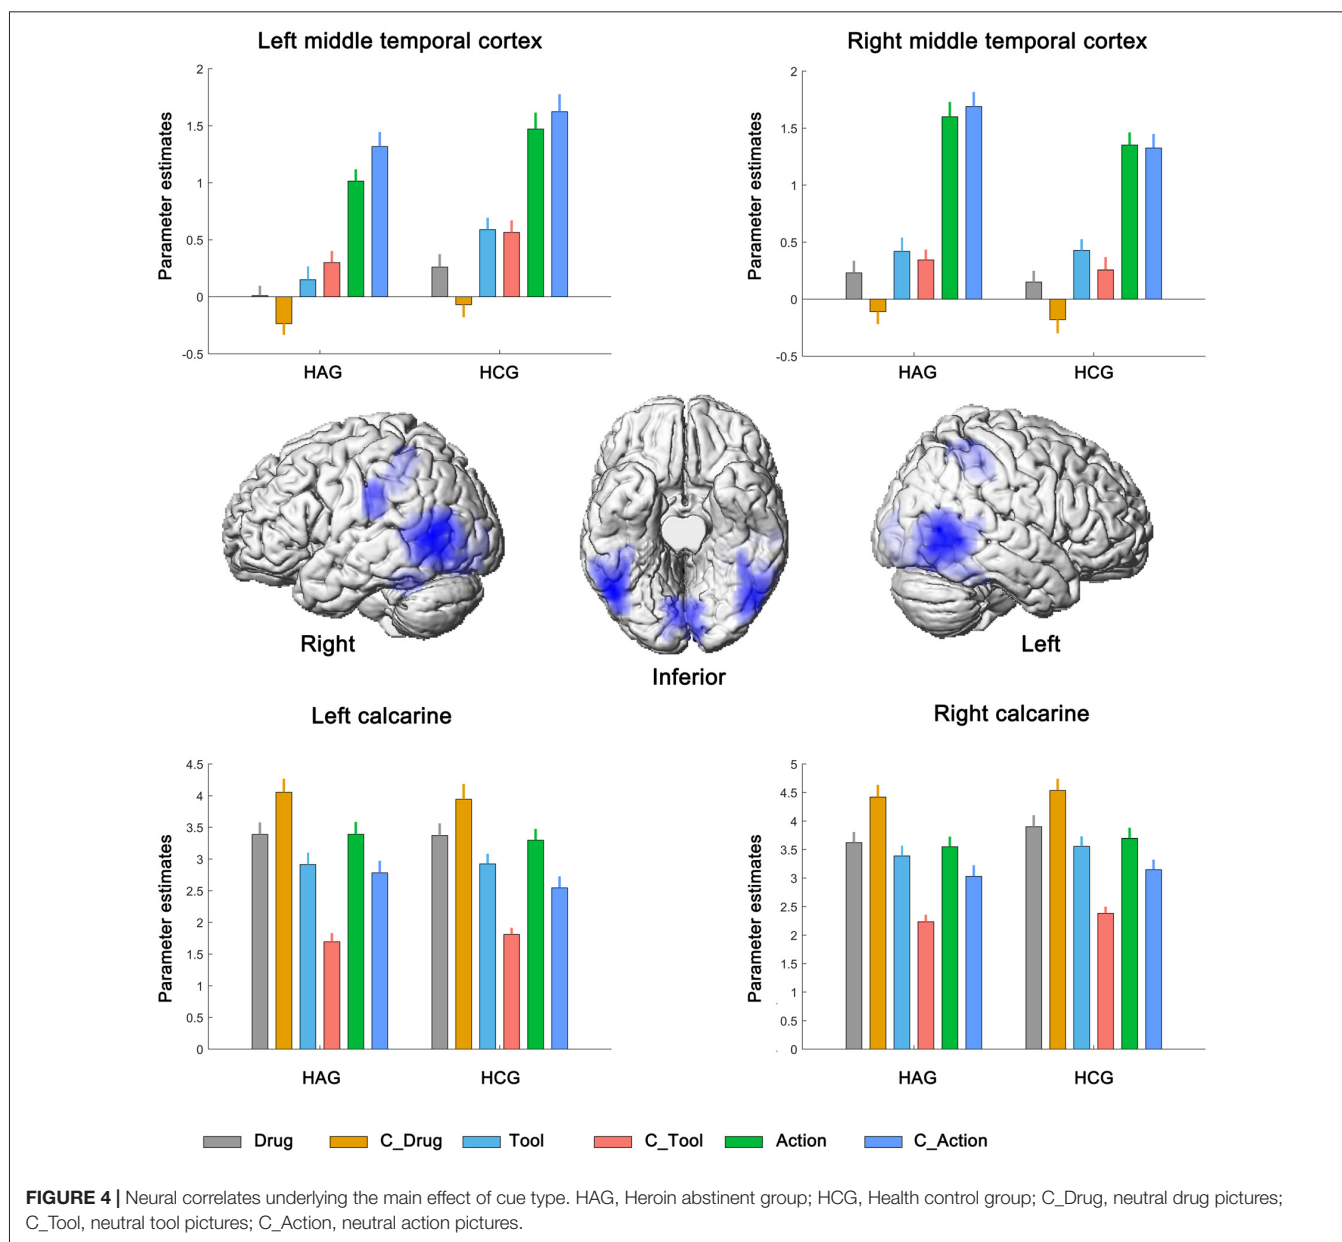 Left middle temporal cortex
Right middle temporal cortex
Parameter estimates
2
1.5
1
0.5
0
-0.5
HAG
HCG
Parameter estimates
2
1.5
1
0.5
0
-0.5
HAG
HCG
Right
Inferior
Left
Left calcarine
Right calcarine
Parameter estimates
4.5
4
3.5
3
2.5
2
1.5
1
0.5
0
HAG
HCG
Parameter estimates
5
4.5
4
3.5
3
2.5
2
1.5
1
0.5
0
HAG
HCG
Drug C_Drug Tool C_Tool Action C_Action
FIGURE 4 | Neural correlates underlying the main effect of cue type. HAG, Heroin abstinent group; HCG, Health control group; C_Drug, neutral drug pictures;
C_Tool, neutral tool pictures; C_Action, neutral action pictures.